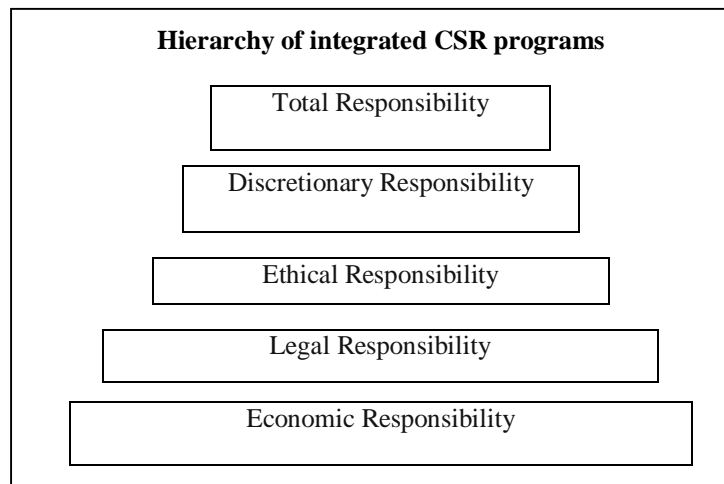 Hierarchy of integrated CSR programs
Total Responsibility
Discretionary Responsibility
Ethical Responsibility
Legal Responsibility
Economic Responsibility